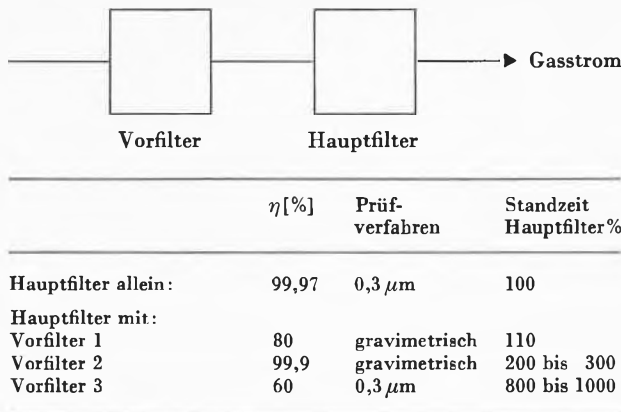 Gasstrom
Vorfilter Hauptfilter
η[%] Prüf- Standzeit
verfahren Hauptfilter%
Hauptfilter allein: 99,97 0,3 μm 100
Hauptfilter mit:
Vorfilter 1 80 gravimetrisch 110
Vorfilter 2 99,9 gravimetrisch 200 bis 300
Vorfilter 3 60 0,3 μm 800 bis 1000